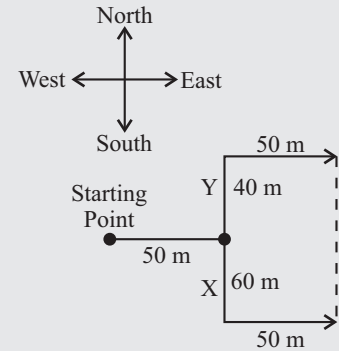 North
West
East
South
50 m
Y
40 m
Starting
Point
50 m
X
60 m
50 m